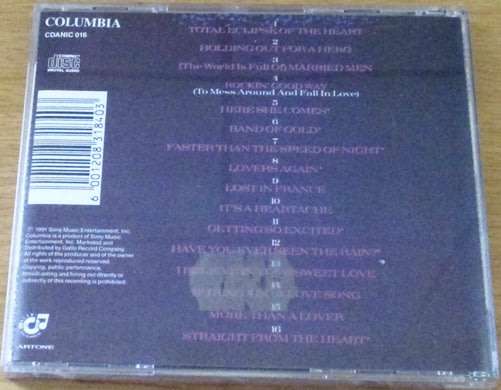 COLUMBIA
CDANIC 016
COMPACT
disc
DIGITAL AUDIO
6 001208 318403
℗ 1991 Sony Music Entertainment, Inc.
Columbia is a product of Sony Music
Entertainment, Inc. Marketed and
Distributed by Gallo Record Company.
All rights of the producer and of the owner
of the work reproduced reserved.
Copying, public performance,
broadcasting and hiring out directly or
indirectly of this recording is prohibited.
ARTONE
1
TOTAL ECLIPSE OF THE HEART
2
HOLDING OUT FOR A HERO
3
(The World Is Full Of) MARRIED MEN
4
ROCKIN' GOOD WAY
(To Mess Around And Fall In Love)
5
HERE SHE COMES*
6
BAND OF GOLD*
7
FASTER THAN THE SPEED OF NIGHT*
8
LOVERS AGAIN*
9
LOST IN FRANCE
10
IT'S A HEARTACHE
11
GETTING SO EXCITED*
12
HAVE YOU EVER SEEN THE RAIN?*
13
SWEET LOVE
14
LOVE SONG
15
MORE THAN A LOVER
16
STRAIGHT FROM THE HEART*